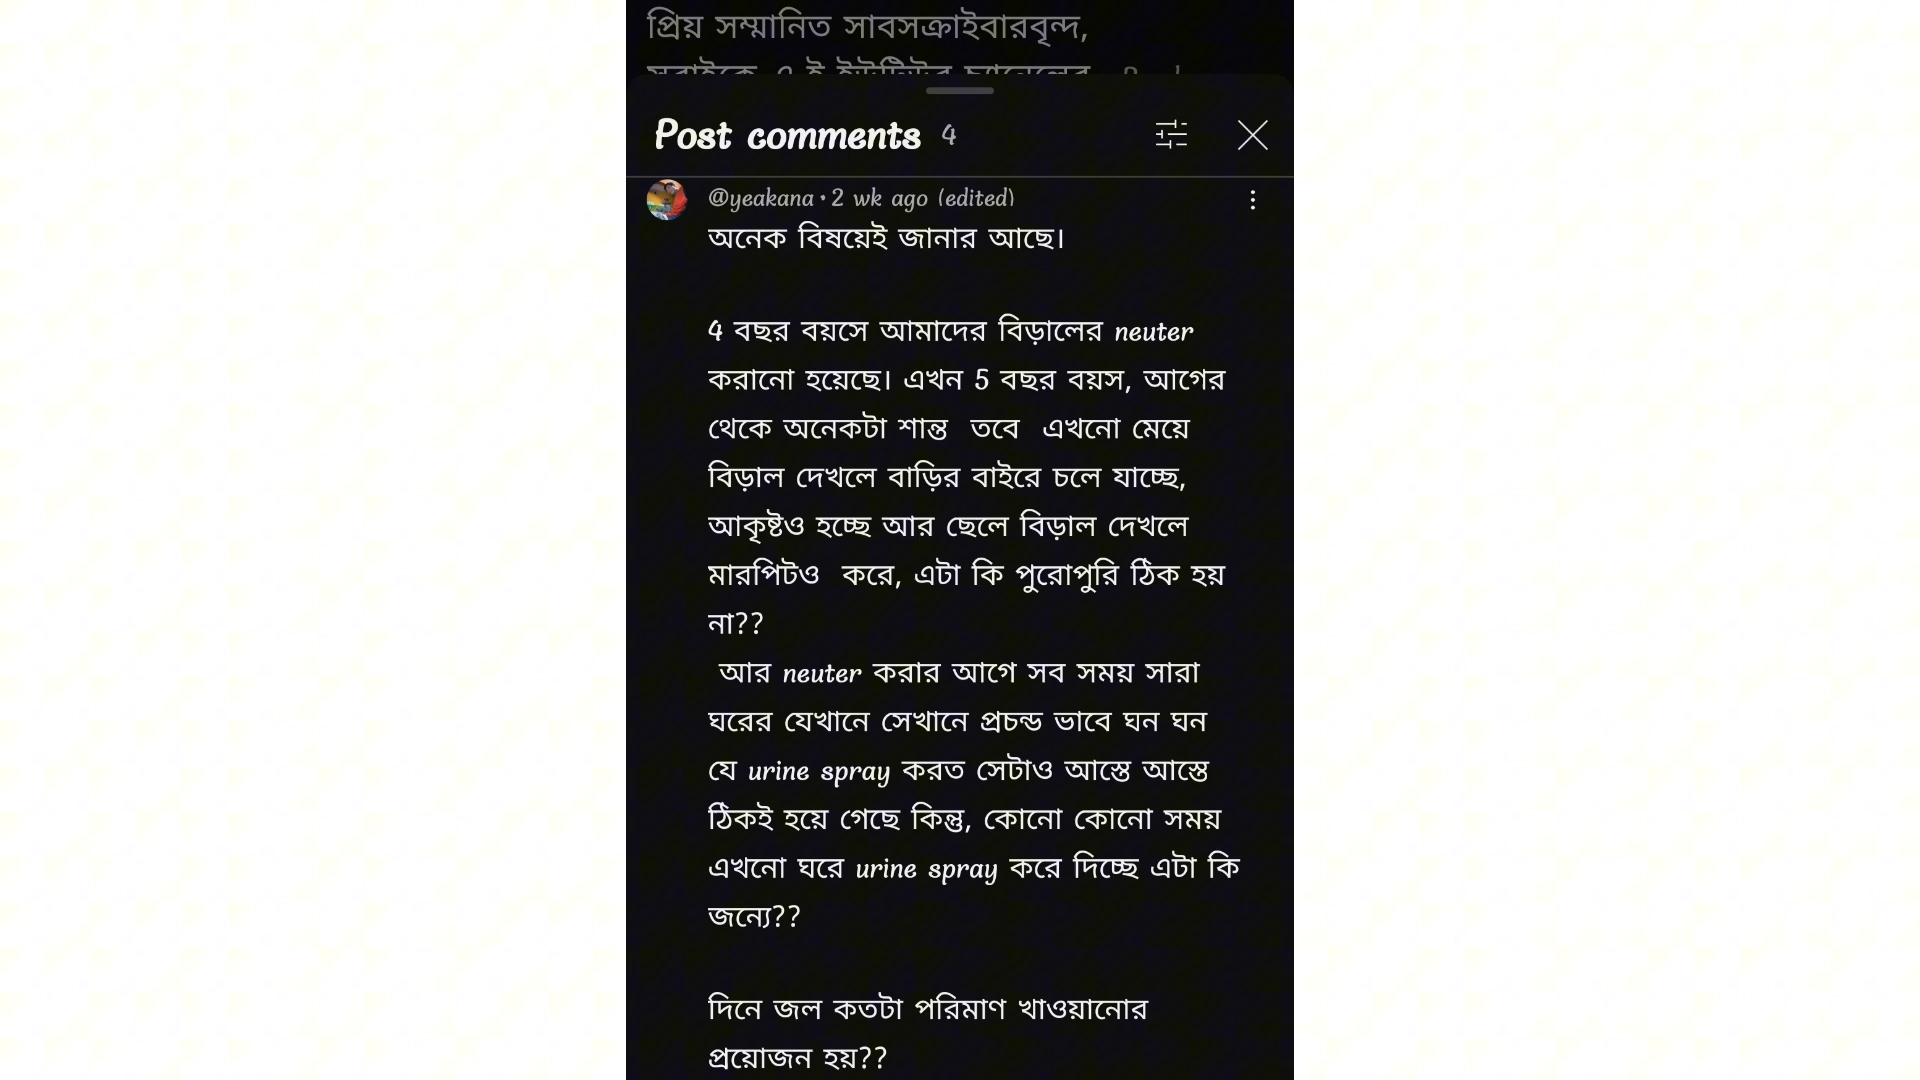 প্রিয় সম্মানিত সাবসক্রাইবারবৃন্দ,
Post comments 4
@yeakana • 2 wk ago (edited)
অনেক বিষয়েই জানার আছে।
4 বছর বয়সে আমাদের বিড়ালের neuter
করানো হয়েছে। এখন 5 বছর বয়স, আগের
থেকে অনেকটা শান্ত তবে এখনো মেয়ে
বিড়াল দেখলে বাড়ির বাইরে চলে যাচ্ছে,
আকৃষ্টও হচ্ছে আর ছেলে বিড়াল দেখলে
মারপিটও করে, এটা কি পুরোপুরি ঠিক হয়
না??
আর neuter করার আগে সব সময় সারা
ঘরের যেখানে সেখানে প্রচন্ড ভাবে ঘন ঘন
যে urine spray করত সেটাও আস্তে আস্তে
ঠিকই হয়ে গেছে কিন্তু, কোনো কোনো সময়
এখনো ঘরে urine spray করে দিচ্ছে এটা কি
জন্যে??
দিনে জল কতটা পরিমাণ খাওয়ানোর
প্রয়োজন হয়??